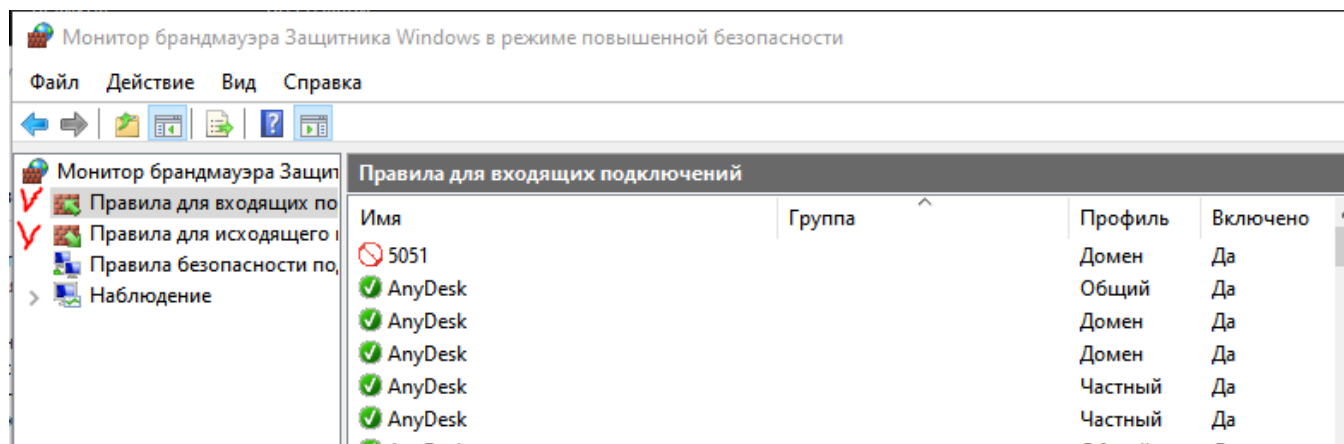 Монитор брандмауэра Защитника Windows в режиме повышенной безопасности
Файл Действие Вид Справка
Монитор брандмауэра Защит
Правила для входящих по
Правила для исходящего
Правила безопасности по
Наблюдение
Правила для входящих подключений
Имя Группа Профиль Включено
5051 Домен Да
AnyDesk Общий Да
AnyDesk Домен Да
AnyDesk Домен Да
AnyDesk Частный Да
AnyDesk Частный Да